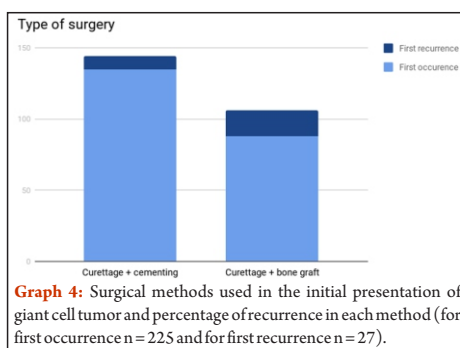 Type of surgery
150
First recurrence
First occurence
100
50
0
Curettage + cementing
Curettage + bone graft
Graph 4: Surgical methods used in the initial presentation of
giant cell tumor and percentage of recurrence in each method (for
first occurrence n = 225 and for first recurrence n = 27).